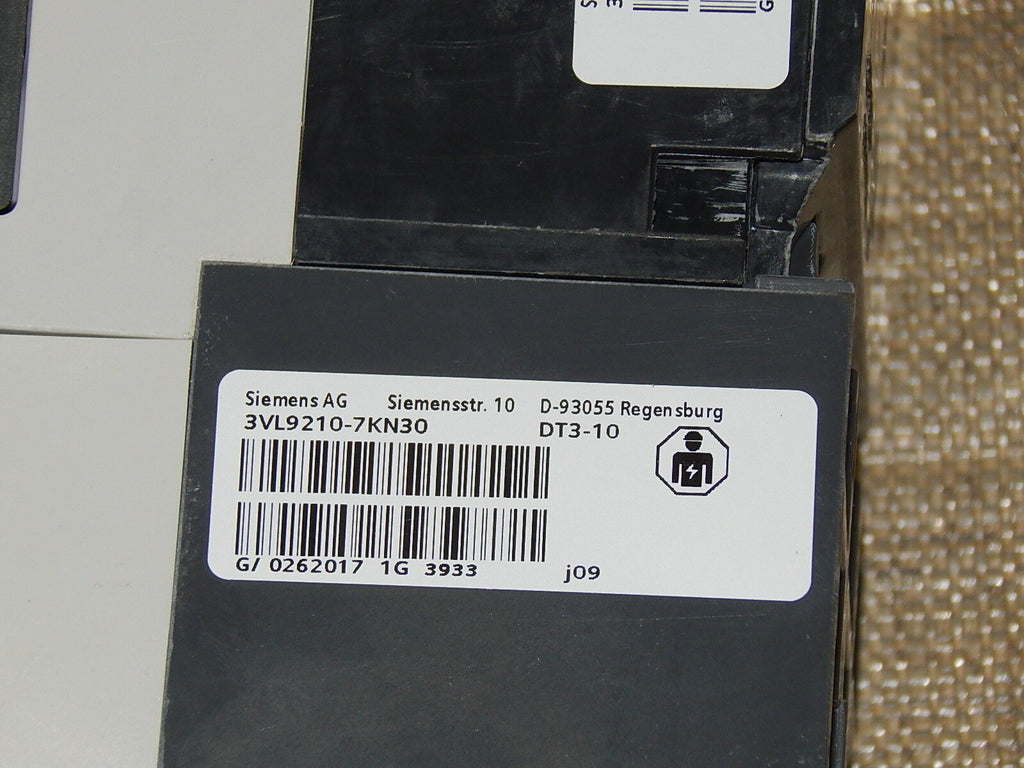 Siemens AG Siemensstr. 10 D-93055 Regensburg
3VL9210-7KN30 DT3-10
G/ 0262017 1G 3933 j09